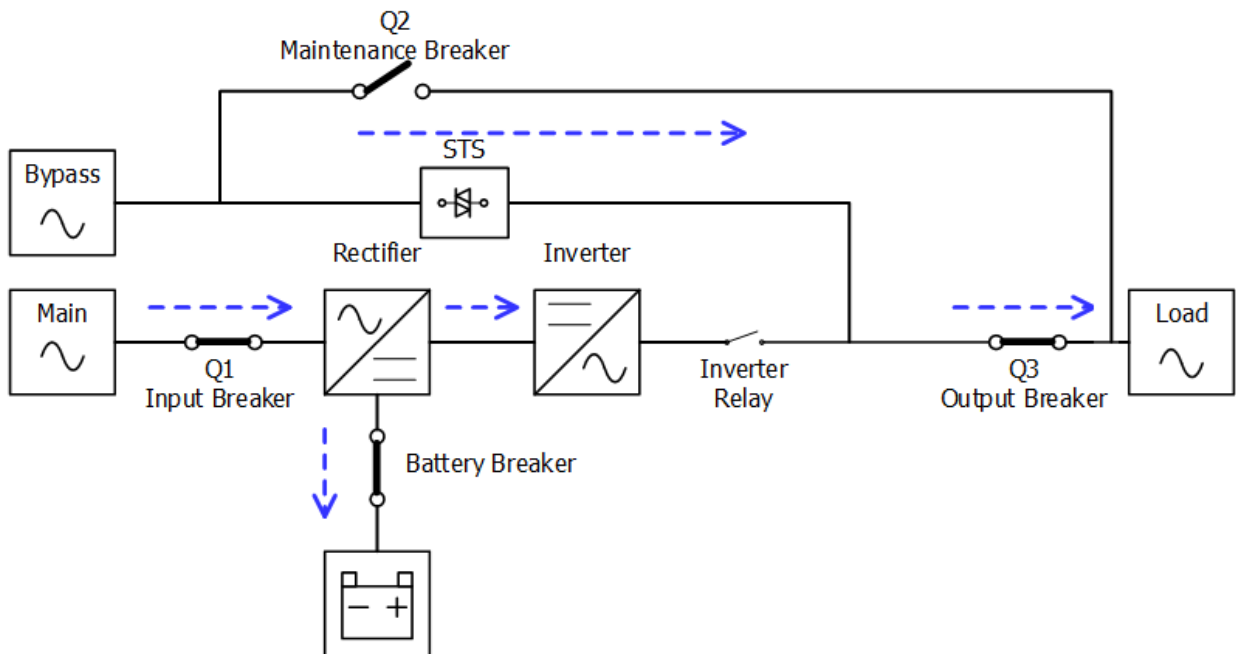 Q2
Maintenance Breaker
STS
Bypass
Rectifier
Inverter
Main
Load
Q1
Input Breaker
Inverter
Relay
Q3
Output Breaker
Battery Breaker
− +